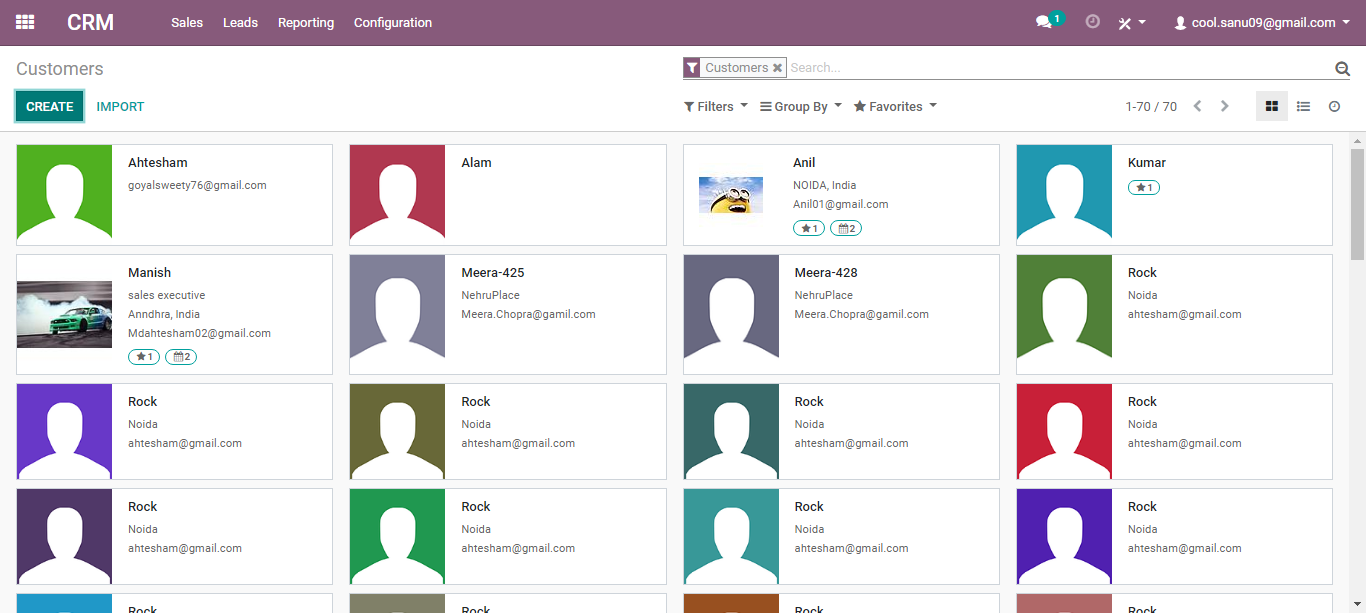 CRM Sales Leads Reporting Configuration 1 cool.sanu09@gmail.com
Customers
Customers Search...
CREATE IMPORT
Filters Group By Favorites 1-70 / 70
Ahtesham
goyalsweety76@gmail.com
Alam
Anil
NOIDA, India
Anil01@gmail.com
1 2
Kumar
1
Manish
sales executive
Anndhra, India
Mdahtesham02@gmail.com
1 2
Meera-425
NehruPlace
Meera.Chopra@gamil.com
Meera-428
NehruPlace
Meera.Chopra@gamil.com
Rock
Noida
ahtesham@gmail.com
Rock
Noida
ahtesham@gmail.com
Rock
Noida
ahtesham@gmail.com
Rock
Noida
ahtesham@gmail.com
Rock
Noida
ahtesham@gmail.com
Rock
Noida
ahtesham@gmail.com
Rock
Noida
ahtesham@gmail.com
Rock
Noida
ahtesham@gmail.com
Rock
Noida
ahtesham@gmail.com
Rock
Rock
Rock
Rock